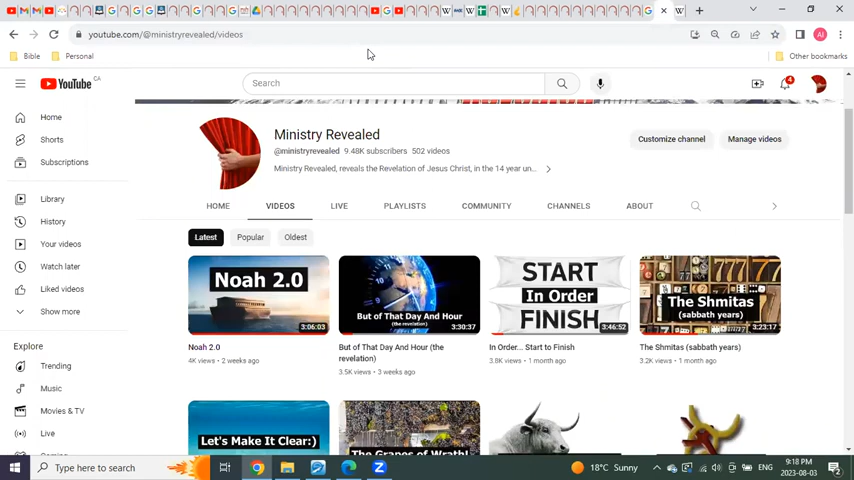 youtube.com/@ministryrevealed/videos
Bible
Personal
Other bookmarks
YouTube CA
Search
4
Home
Shorts
Subscriptions
Library
History
Your videos
Watch later
Liked videos
Show more
Explore
Trending
Music
Movies & TV
Live
Ministry Revealed
@ministryrevealed 9.48K subscribers 502 videos
Ministry Revealed, reveals the Revelation of Jesus Christ, in the 14 year un...
Customize channel
Manage videos
HOME
VIDEOS
LIVE
PLAYLISTS
COMMUNITY
CHANNELS
ABOUT
Latest
Popular
Oldest
Noah 2.0
3:06:03
Noah 2.0
4K views • 2 weeks ago
But of That Day And Hour
(the revelation)
3:30:37
But of That Day And Hour (the
revelation)
3.5K views • 3 weeks ago
START
In Order
FINISH
3:46:52
In Order... Start to Finish
3.8K views • 1 month ago
The Shmitas
(sabbath years)
3:23:17
The Shmitas (sabbath years)
3.2K views • 1 month ago
Let's Make It Clear:)
The Grapes of Wrath!
Type here to search
18°C Sunny
ENG
9:18 PM
2023-08-03
2